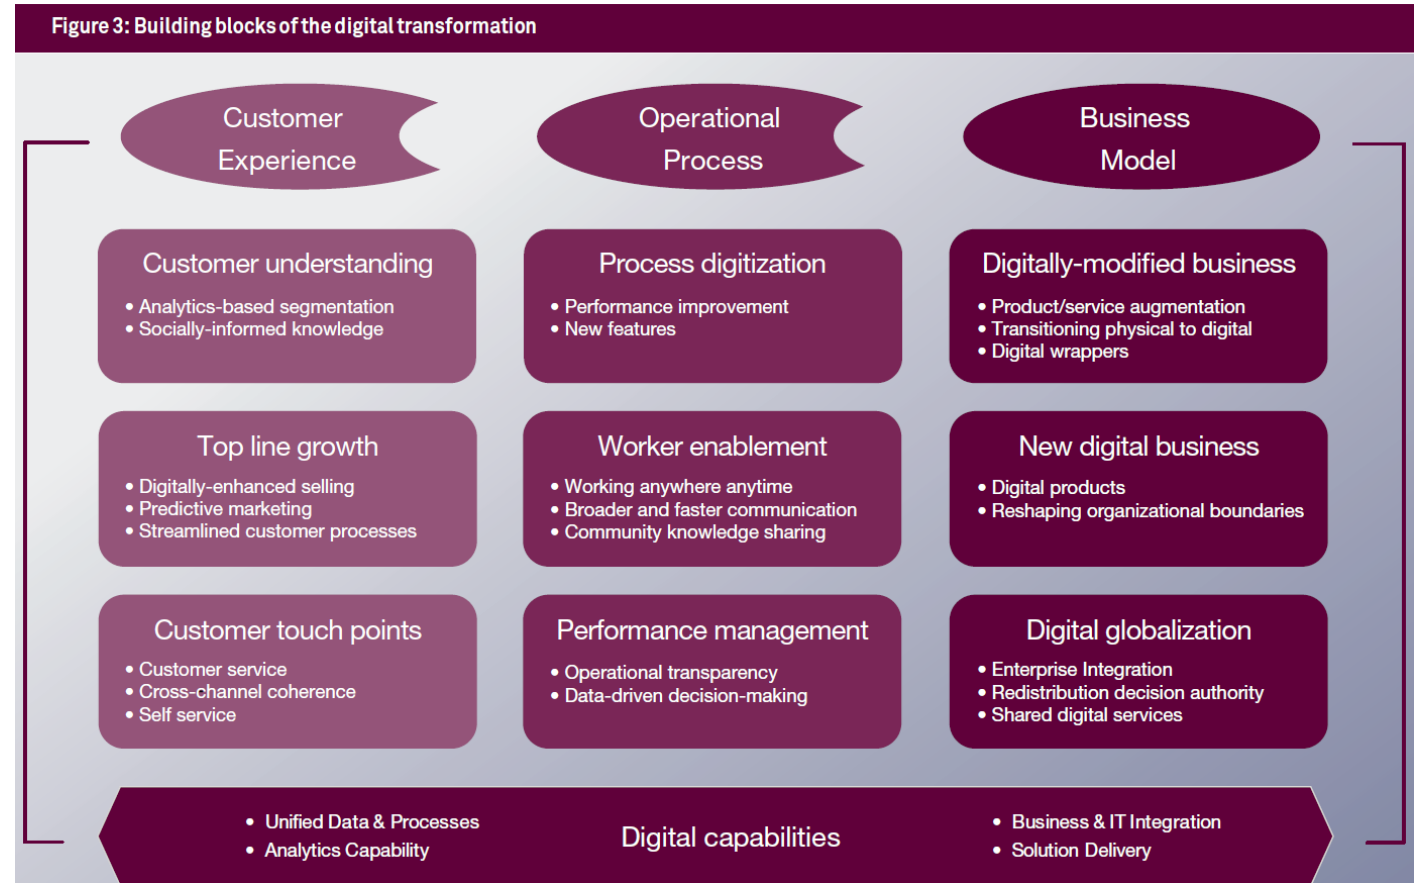 Figure 3: Building blocks of the digital transformation
Customer
Experience
Operational
Process
Business
Model
Customer understanding
• Analytics-based segmentation
• Socially-informed knowledge
Process digitization
• Performance improvement
• New features
Digitally-modified business
• Product/service augmentation
• Transitioning physical to digital
• Digital wrappers
Top line growth
• Digitally-enhanced selling
• Predictive marketing
• Streamlined customer processes
Worker enablement
• Working anywhere anytime
• Broader and faster communication
• Community knowledge sharing
New digital business
• Digital products
• Reshaping organizational boundaries
Customer touch points
• Customer service
• Cross-channel coherence
• Self service
Performance management
• Operational transparency
• Data-driven decision-making
Digital globalization
• Enterprise Integration
• Redistribution decision authority
• Shared digital services
• Unified Data & Processes
• Analytics Capability
Digital capabilities
• Business & IT Integration
• Solution Delivery